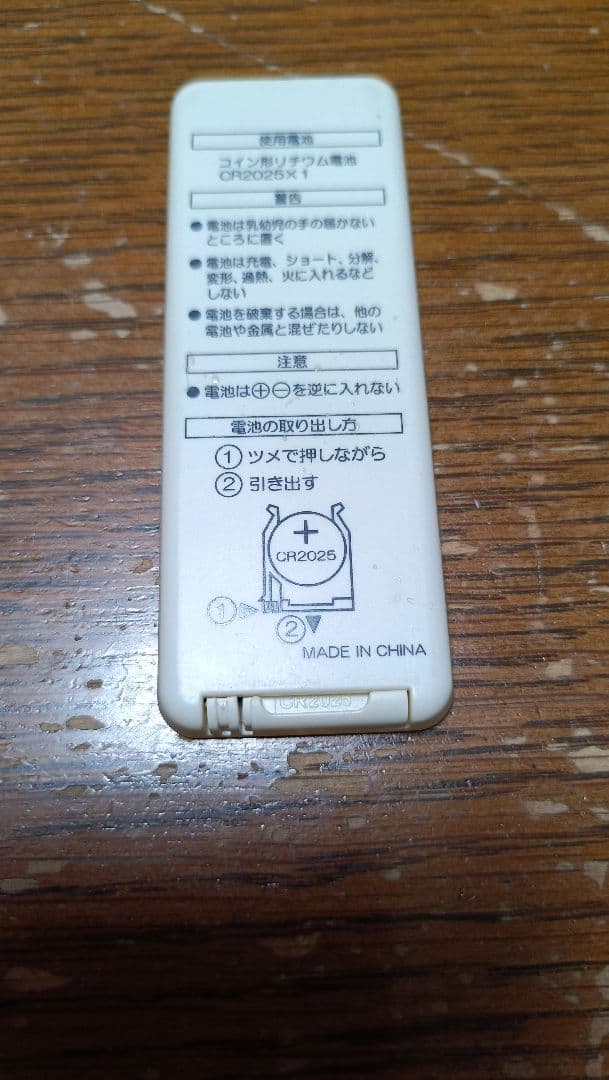 使用電池
コイン形リチウム電池
CR2025×1
警告
●電池は乳幼児の手の届かない
ところに置く
●電池は充電、ショート、分解、
変形、過熱、火に入れるなど
しない
●電池を破棄する場合は、他の
電池や金属と混ぜたりしない
注意
●電池は⊕⊖を逆に入れない
電池の取り出し方
①ツメで押しながら
②引き出す
+
CR2025
①
②
MADE IN CHINA
CR2025